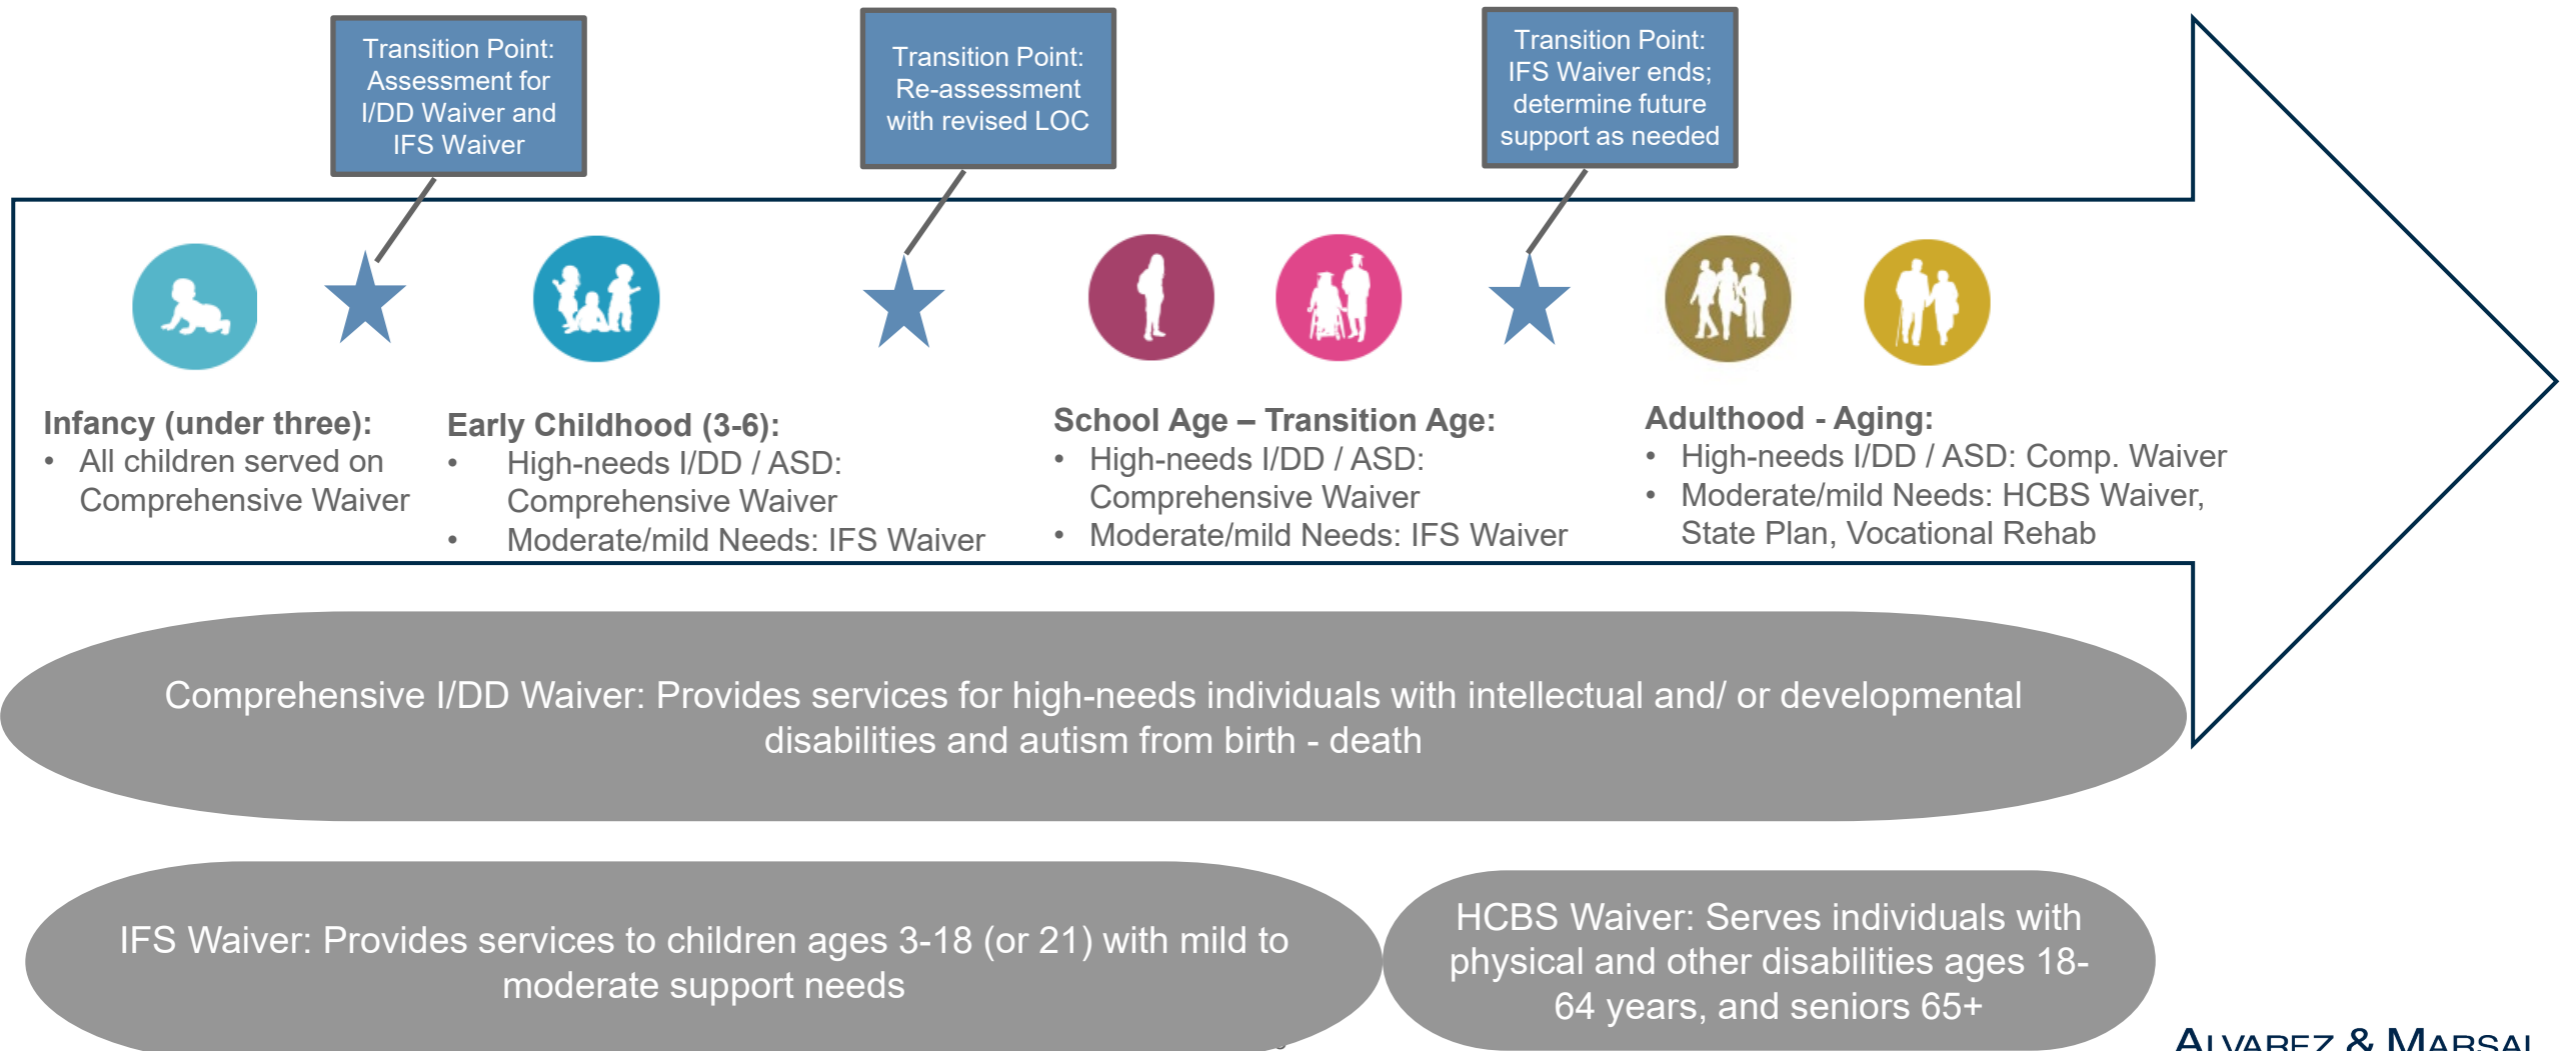 Transition Point:
Assessment for
I/DD Waiver and
IFS Waiver
Transition Point:
Re-assessment
with revised LOC
Transition Point:
IFS Waiver ends;
determine future
support as needed
Infancy (under three):
• All children served on
Comprehensive Waiver
Early Childhood (3-6):
• High-needs I/DD / ASD:
Comprehensive Waiver
• Moderate/mild Needs: IFS Waiver
School Age – Transition Age:
• High-needs I/DD / ASD:
Comprehensive Waiver
• Moderate/mild Needs: IFS Waiver
Adulthood - Aging:
• High-needs I/DD / ASD: Comp. Waiver
• Moderate/mild Needs: HCBS Waiver,
State Plan, Vocational Rehab
Comprehensive I/DD Waiver: Provides services for high-needs individuals with intellectual and/ or developmental
disabilities and autism from birth - death
IFS Waiver: Provides services to children ages 3-18 (or 21) with mild to
moderate support needs
HCBS Waiver: Serves individuals with
physical and other disabilities ages 18-
64 years, and seniors 65+
ALVAREZ & MARSAL